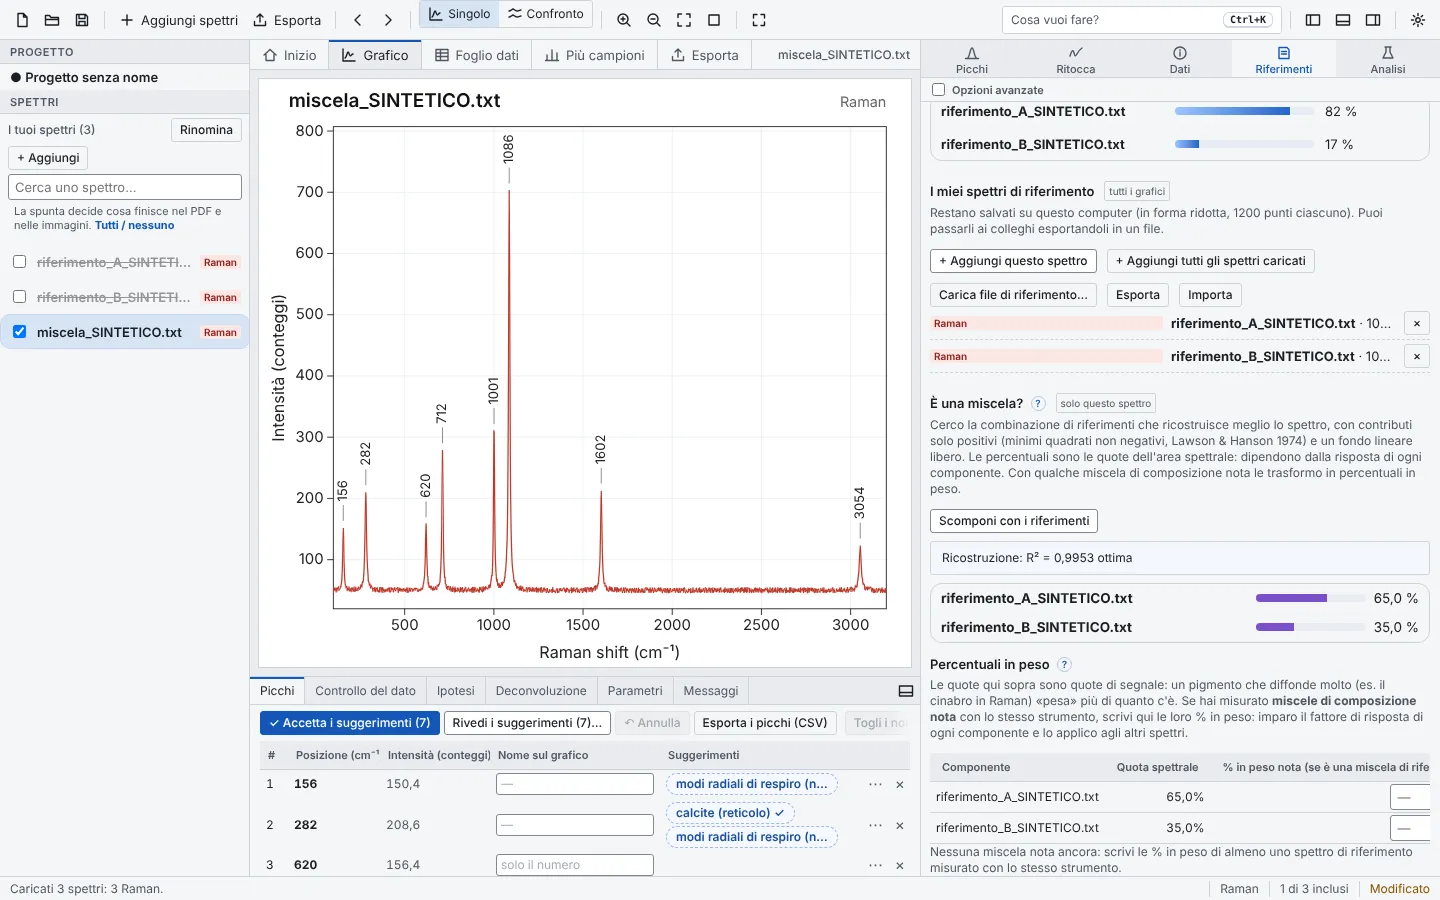 Aggiungi spettri
Esporta
Singolo
Confronto
Cosa vuoi fare?
Ctrl+K
PROGETTO
Progetto senza nome
SPETTRI
I tuoi spettri (3)
Rinomina
+ Aggiungi
Cerca uno spettro...
La spunta decide cosa finisce nel PDF e
nelle immagini. Tutti / nessuno
riferimento_A_SINTETI... Raman
riferimento_B_SINTETI... Raman
miscela_SINTETICO.txt Raman
Inizio
Grafico
Foglio dati
Più campioni
Esporta
miscela_SINTETICO.txt
miscela_SINTETICO.txt
Raman
Intensità (conteggi)
800
700
600
500
400
300
200
100
156
282
620
712
1001
1086
1602
3054
500
1000
1500
2000
2500
3000
Raman shift (cm⁻¹)
Picchi
Controllo del dato
Ipotesi
Deconvoluzione
Parametri
Messaggi
✓ Accetta i suggerimenti (7)
Rivedi i suggerimenti (7)...
↶ Annulla
Esporta i picchi (CSV)
Togli i no
# Posizione (cm⁻¹ Intensità (conteggi) Nome sul grafico Suggerimenti
1 156 150,4 — modi radiali di respiro (n... ··· ×
2 282 208,6 — calcite (reticolo) ✓ ··· ×
modi radiali di respiro (n...
3 620 156,4 solo il numero ··· ×
Picchi
Ritocca
Dati
Riferimenti
Analisi
Opzioni avanzate
riferimento_A_SINTETICO.txt 82 %
riferimento_B_SINTETICO.txt 17 %
I miei spettri di riferimento tutti i grafici
Restano salvati su questo computer (in forma ridotta, 1200 punti ciascuno). Puoi
passarli ai colleghi esportandoli in un file.
+ Aggiungi questo spettro
+ Aggiungi tutti gli spettri caricati
Carica file di riferimento...
Esporta
Importa
Raman riferimento_A_SINTETICO.txt · 10... ×
Raman riferimento_B_SINTETICO.txt · 10... ×
È una miscela? ? solo questo spettro
Cerco la combinazione di riferimenti che ricostruisce meglio lo spettro, con contributi
solo positivi (minimi quadrati non negativi, Lawson & Hanson 1974) e un fondo lineare
libero. Le percentuali sono le quote dell'area spettrale: dipendono dalla risposta di ogni
componente. Con qualche miscela di composizione nota le trasformo in percentuali in
peso.
Scomponi con i riferimenti
Ricostruzione: R² = 0,9953 ottima
riferimento_A_SINTETICO.txt 65,0 %
riferimento_B_SINTETICO.txt 35,0 %
Percentuali in peso ?
Le quote qui sopra sono quote di segnale: un pigmento che diffonde molto (es. il
cinabro in Raman) «pesa» più di quanto c'è. Se hai misurato miscele di composizione
nota con lo stesso strumento, scrivi qui le loro % in peso: imparo il fattore di risposta di
ogni componente e lo applico agli altri spettri.
Componente Quota spettrale % in peso nota (se è una miscela di rife
riferimento_A_SINTETICO.txt 65,0% —
riferimento_B_SINTETICO.txt 35,0% —
Nessuna miscela nota ancora: scrivi le % in peso di almeno uno spettro di riferimento
misurato con lo stesso strumento.
Caricati 3 spettri: 3 Raman.
Raman
1 di 3 inclusi
Modificato